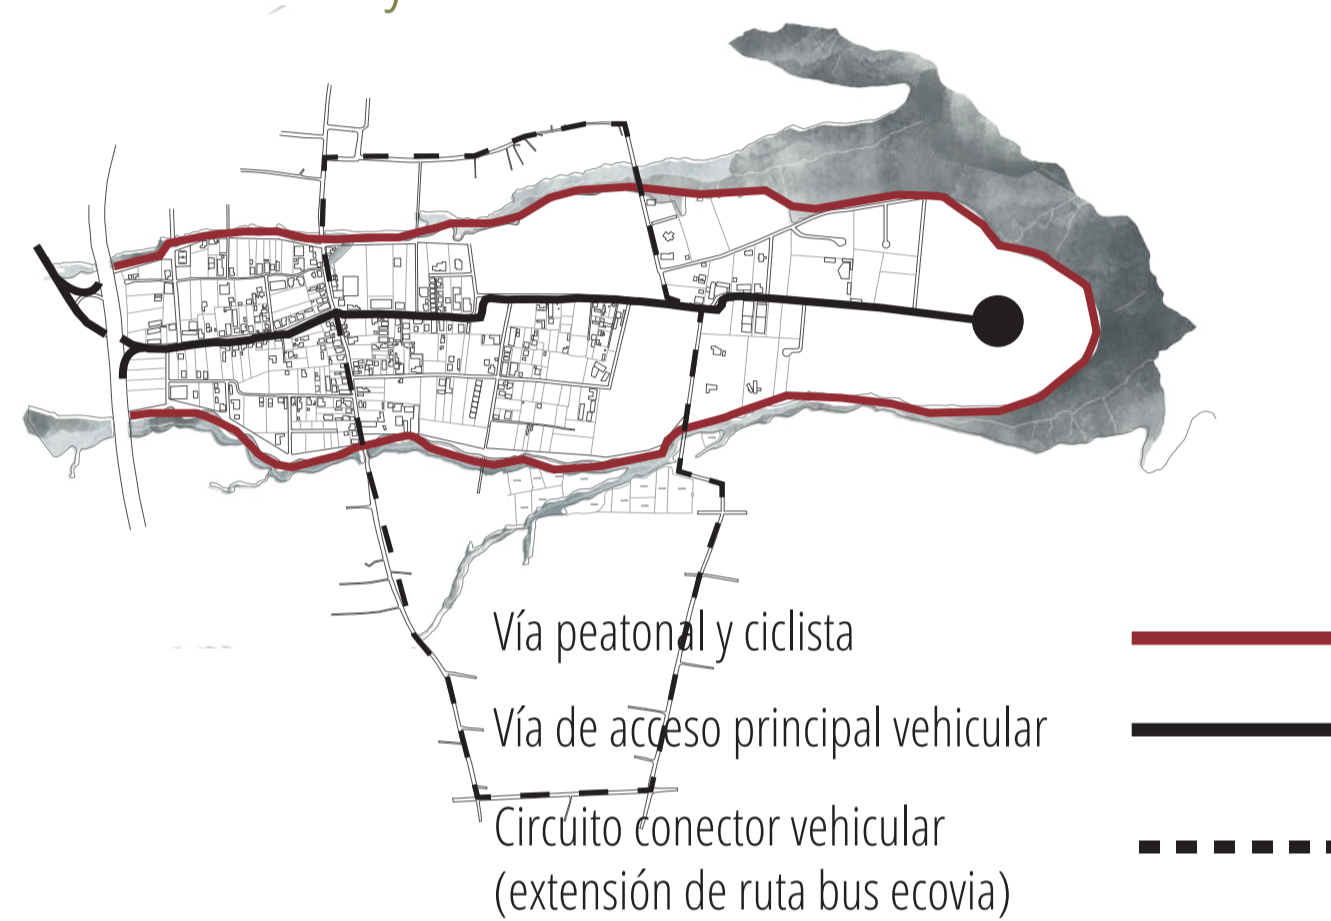 Vía peatonal y ciclista
Vía de acceso principal vehicular
Circuito conector vehicular
(extensión de ruta bus ecovia)